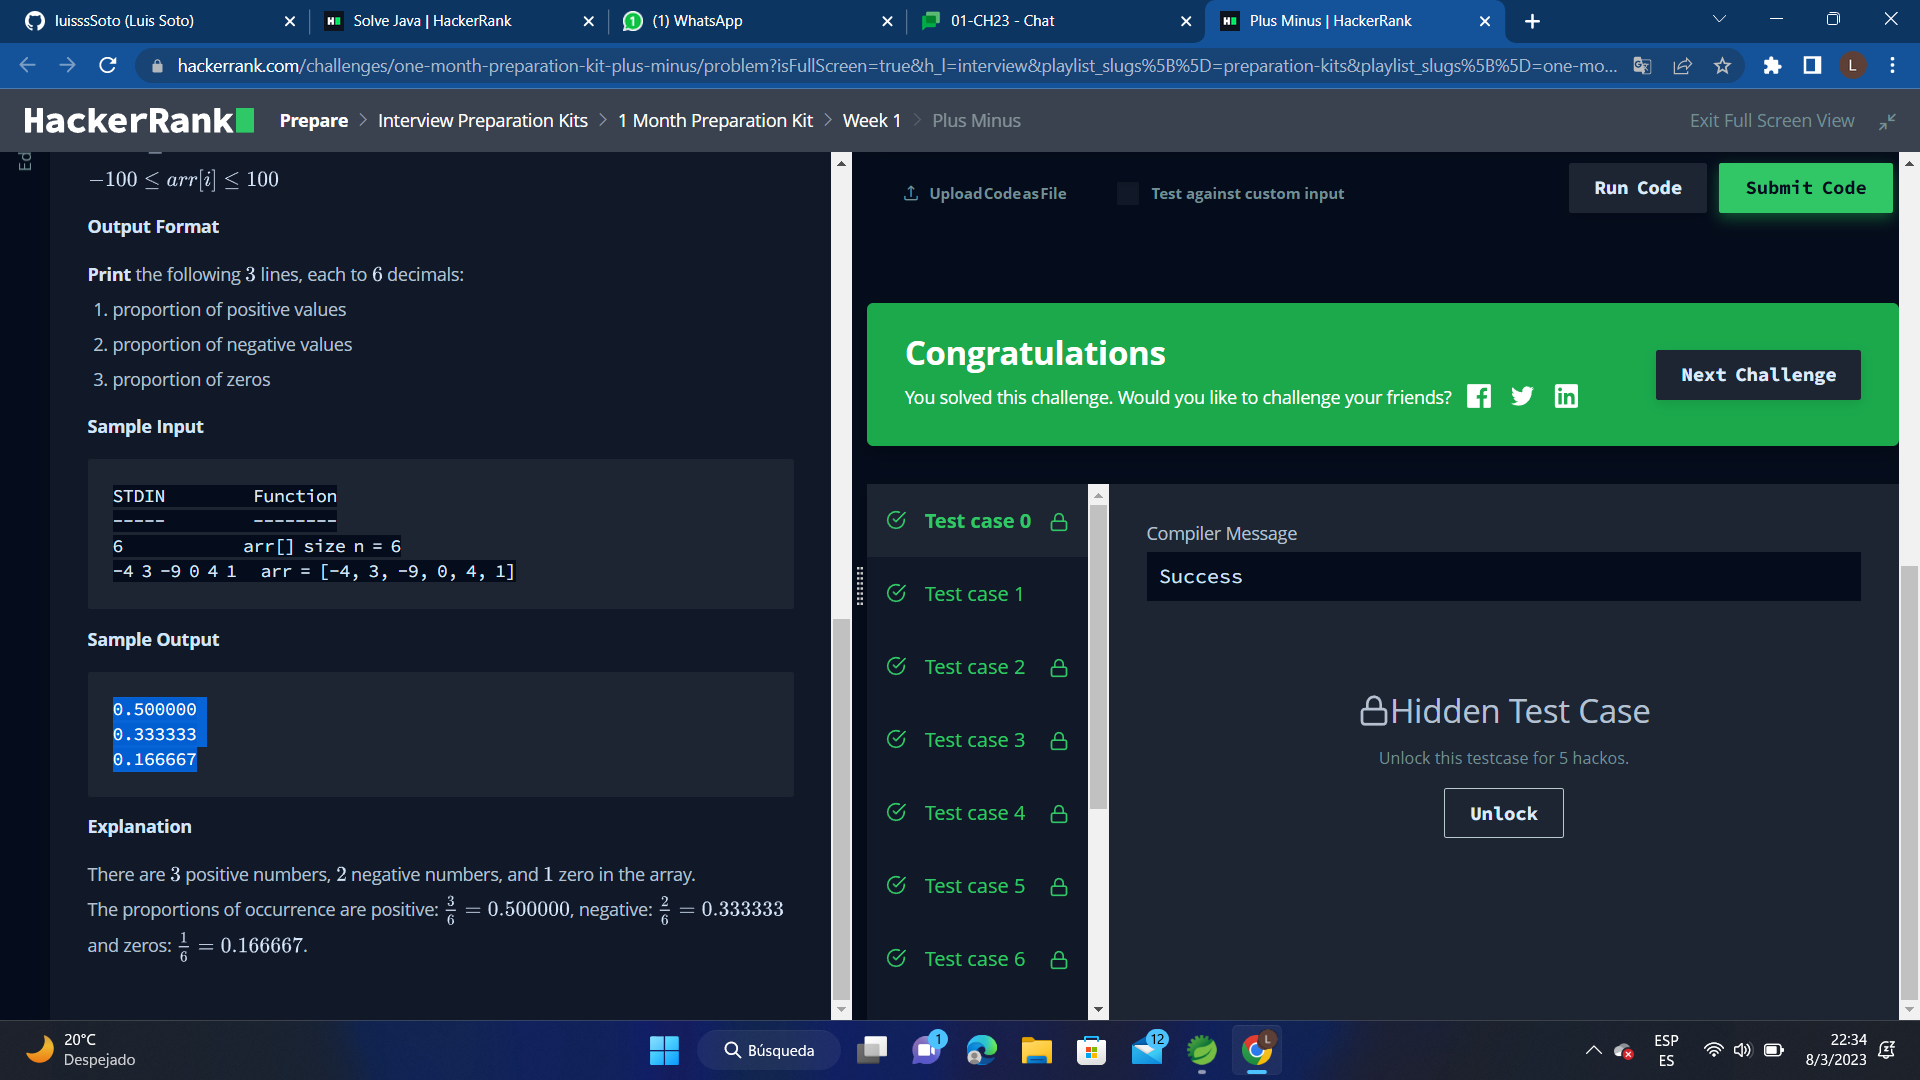 luisssSoto (Luis Soto)
Solve Java | HackerRank
(1) WhatsApp
01-CH23 - Chat
Plus Minus | HackerRank
hackerrank.com/challenges/one-month-preparation-kit-plus-minus/problem?isFullScreen=true&h_l=interview&playlist_slugs%5B%5D=preparation-kits&playlist_slugs%5B%5D=one-mo...
L
HackerRank
Prepare > Interview Preparation Kits > 1 Month Preparation Kit > Week 1 > Plus Minus
Exit Full Screen View
Ed
−100 ≤ arr[i] ≤ 100
Output Format
Print the following 3 lines, each to 6 decimals:
1. proportion of positive values
2. proportion of negative values
3. proportion of zeros
Sample Input
STDIN Function
----- --------
6 arr[] size n = 6
-4 3 -9 0 4 1 arr = [-4, 3, -9, 0, 4, 1]
Sample Output
0.500000
0.333333
0.166667
Explanation
There are 3 positive numbers, 2 negative numbers, and 1 zero in the array.
The proportions of occurrence are positive: 3/6 = 0.500000, negative: 2/6 = 0.333333
and zeros: 1/6 = 0.166667.
Upload Code as File
Test against custom input
Run Code
Submit Code
Congratulations
You solved this challenge. Would you like to challenge your friends?
Next Challenge
Test case 0
Test case 1
Test case 2
Test case 3
Test case 4
Test case 5
Test case 6
Compiler Message
Success
Hidden Test Case
Unlock this testcase for 5 hackos.
Unlock
20°C
Despejado
Búsqueda
1
12
L
ESP
ES
22:34
8/3/2023